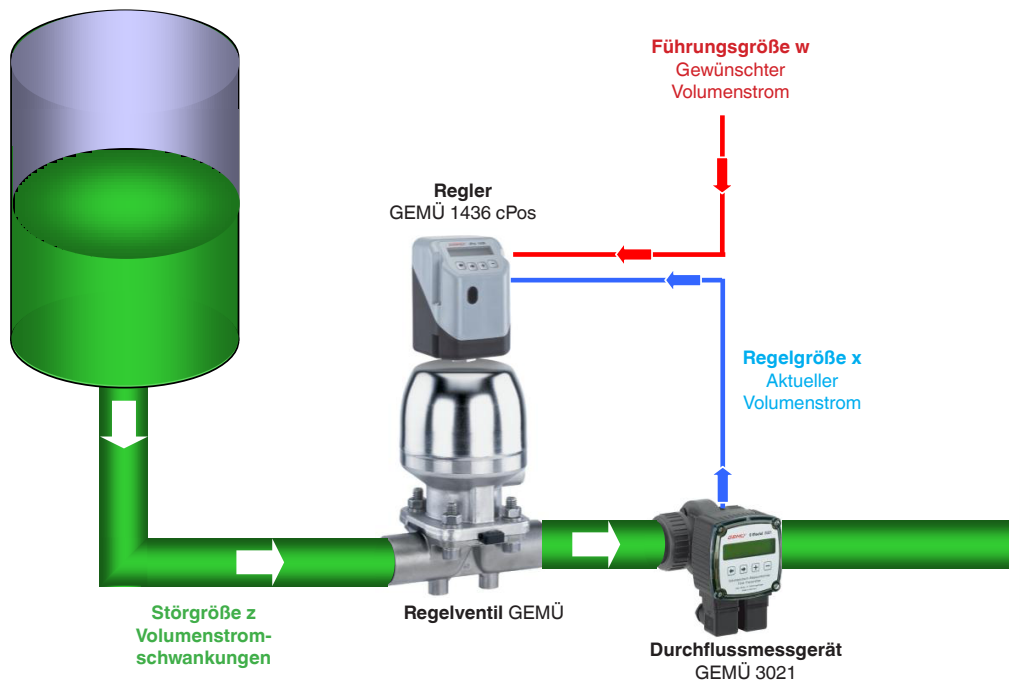 Führungsgröße w
Gewünschter
Volumenstrom
Regler
GEMÜ 1436 cPos
Regelgröße x
Aktueller
Volumenstrom
Störgröße z
Volumenstrom-
schwankungen
Regelventil GEMÜ
Durchflussmessgerät
GEMÜ 3021